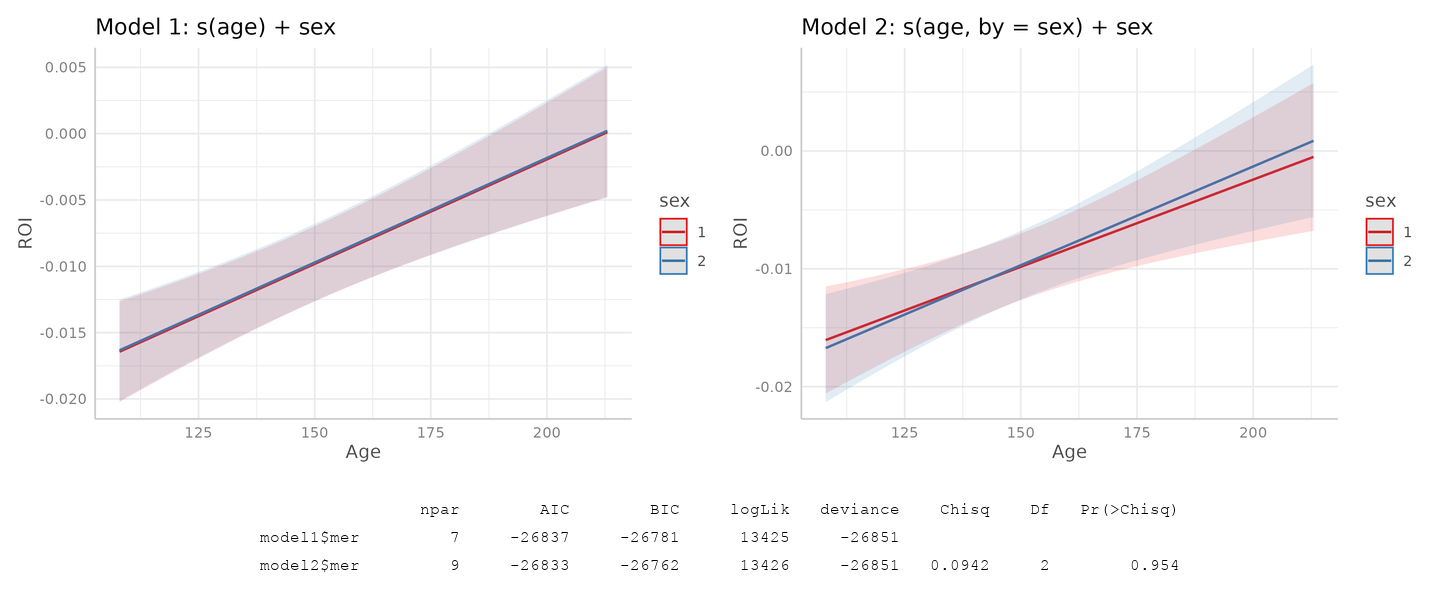 Model 1: s(age) + sex
0.005
0.000
-0.005
-0.010
-0.015
-0.020
ROI
125 150 175 200
Age
sex
1
2
Model 2: s(age, by = sex) + sex
0.00
-0.01
-0.02
ROI
125 150 175 200
Age
sex
1
2
npar AIC BIC logLik deviance Chisq Df Pr(>Chisq)
model1$mer 7 -26837 -26781 13425 -26851
model2$mer 9 -26833 -26762 13426 -26851 0.0942 2 0.954